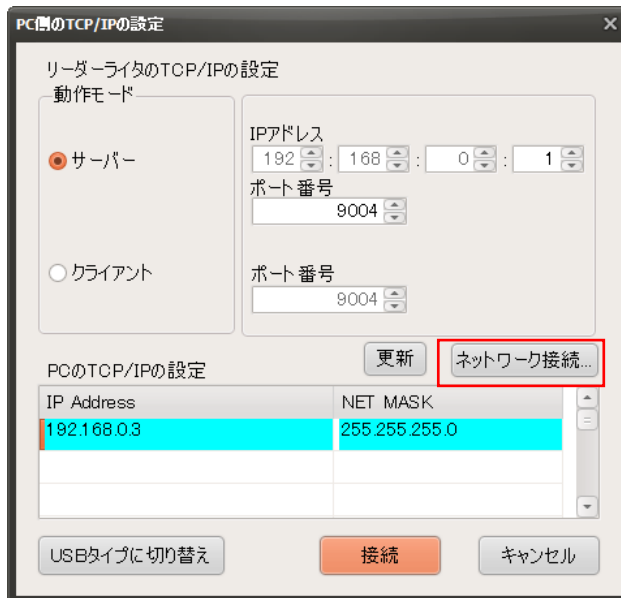 PC側のTCP/IPの設定
リーダーライタのTCP/IPの設定
動作モード
サーバー
IPアドレス
192 : 168 : 0 : 1
ポート番号
9004
クライアント
ポート番号
9004
更新
ネットワーク接続...
PCのTCP/IPの設定
IP Address NET MASK
192.168.0.3 255.255.255.0
USBタイプに切り替え
接続
キャンセル